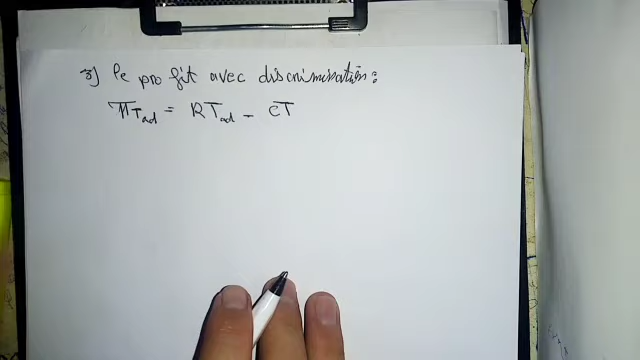 3) le profit avec discrimination :
πT_ad = RT_ad - CT